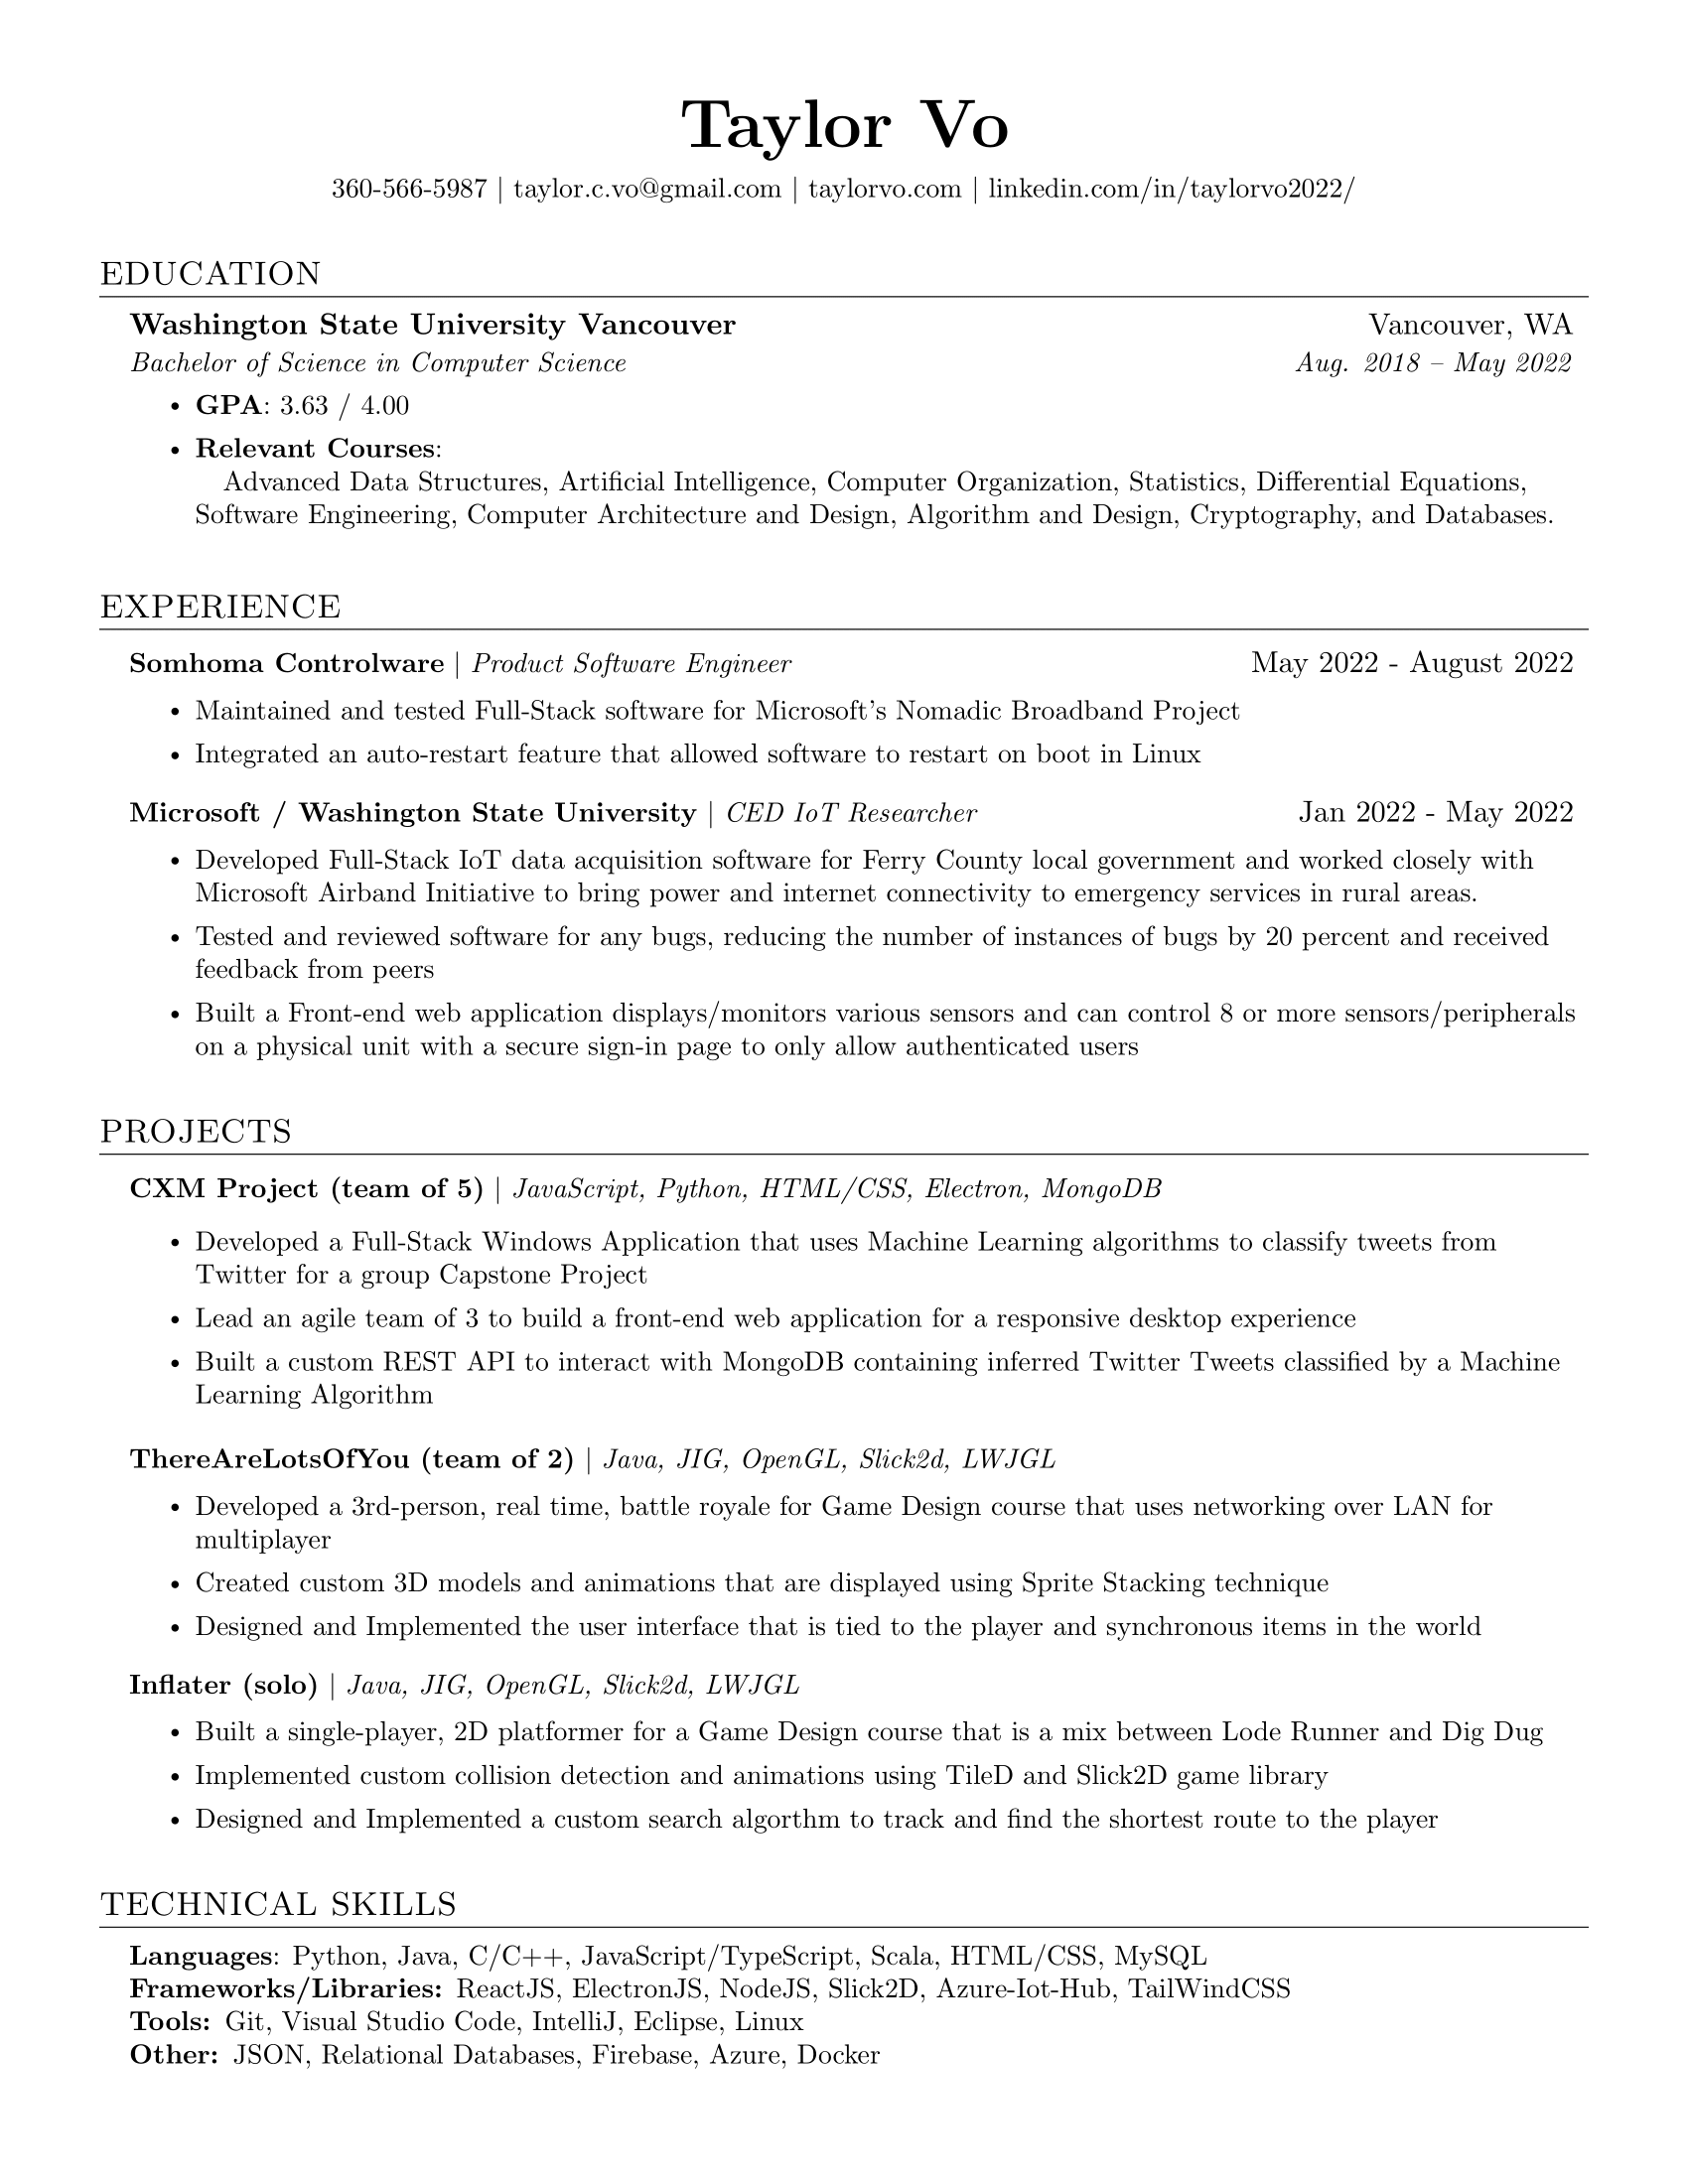 Taylor Vo
360-566-5987 | taylor.c.vo@gmail.com | taylorvo.com | linkedin.com/in/taylorvo2022/
EDUCATION
Washington State University Vancouver Vancouver, WA
Bachelor of Science in Computer Science Aug. 2018 – May 2022
• GPA: 3.63 / 4.00
• Relevant Courses:
Advanced Data Structures, Artificial Intelligence, Computer Organization, Statistics, Differential Equations,
Software Engineering, Computer Architecture and Design, Algorithm and Design, Cryptography, and Databases.
EXPERIENCE
Somhoma Controlware | Product Software Engineer May 2022 - August 2022
• Maintained and tested Full-Stack software for Microsoft's Nomadic Broadband Project
• Integrated an auto-restart feature that allowed software to restart on boot in Linux
Microsoft / Washington State University | CED IoT Researcher Jan 2022 - May 2022
• Developed Full-Stack IoT data acquisition software for Ferry County local government and worked closely with
Microsoft Airband Initiative to bring power and internet connectivity to emergency services in rural areas.
• Tested and reviewed software for any bugs, reducing the number of instances of bugs by 20 percent and received
feedback from peers
• Built a Front-end web application displays/monitors various sensors and can control 8 or more sensors/peripherals
on a physical unit with a secure sign-in page to only allow authenticated users
PROJECTS
CXM Project (team of 5) | JavaScript, Python, HTML/CSS, Electron, MongoDB
• Developed a Full-Stack Windows Application that uses Machine Learning algorithms to classify tweets from
Twitter for a group Capstone Project
• Lead an agile team of 3 to build a front-end web application for a responsive desktop experience
• Built a custom REST API to interact with MongoDB containing inferred Twitter Tweets classified by a Machine
Learning Algorithm
ThereAreLotsOfYou (team of 2) | Java, JIG, OpenGL, Slick2d, LWJGL
• Developed a 3rd-person, real time, battle royale for Game Design course that uses networking over LAN for
multiplayer
• Created custom 3D models and animations that are displayed using Sprite Stacking technique
• Designed and Implemented the user interface that is tied to the player and synchronous items in the world
Inflater (solo) | Java, JIG, OpenGL, Slick2d, LWJGL
• Built a single-player, 2D platformer for a Game Design course that is a mix between Lode Runner and Dig Dug
• Implemented custom collision detection and animations using TileD and Slick2D game library
• Designed and Implemented a custom search algorthm to track and find the shortest route to the player
TECHNICAL SKILLS
Languages: Python, Java, C/C++, JavaScript/TypeScript, Scala, HTML/CSS, MySQL
Frameworks/Libraries: ReactJS, ElectronJS, NodeJS, Slick2D, Azure-Iot-Hub, TailWindCSS
Tools: Git, Visual Studio Code, IntelliJ, Eclipse, Linux
Other: JSON, Relational Databases, Firebase, Azure, Docker